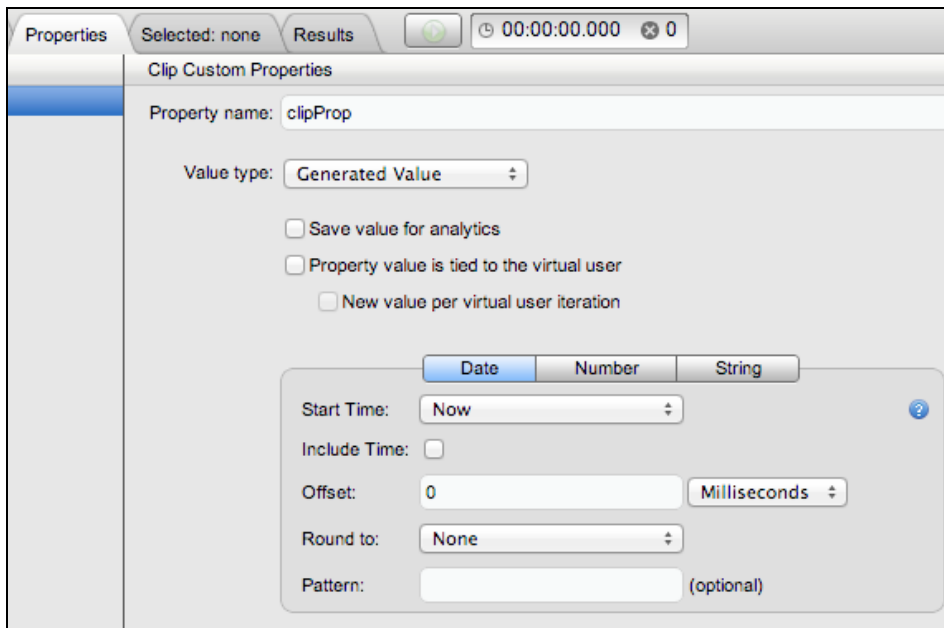 Properties Selected: none Results 00:00:00.000 0
Clip Custom Properties
Property name: clipProp
Value type: Generated Value
Save value for analytics
Property value is tied to the virtual user
New value per virtual user iteration
Date Number String
Start Time: Now ?
Include Time:
Offset: 0 Milliseconds
Round to: None
Pattern: (optional)